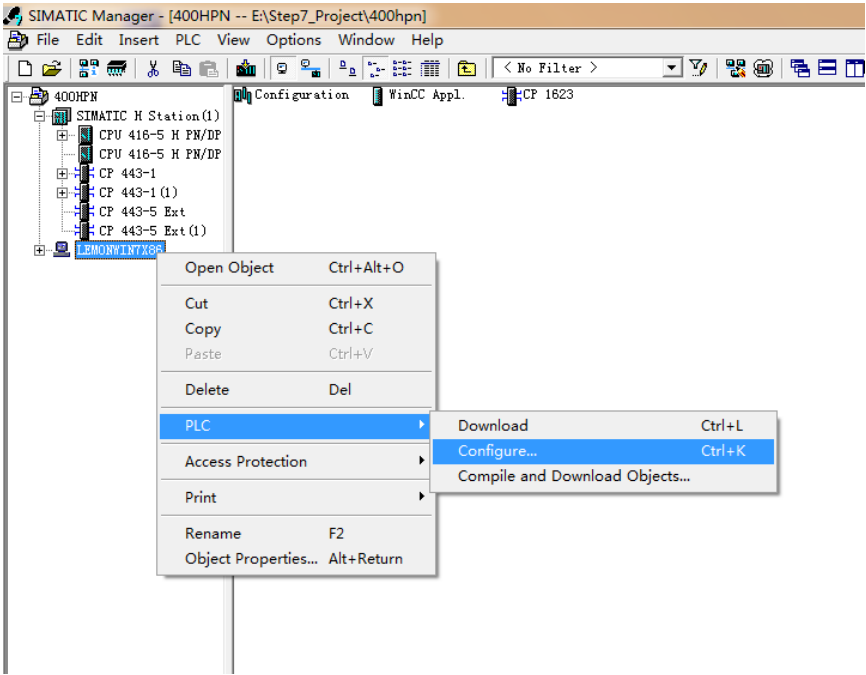 SIMATIC Manager - [400HPN -- E:\Step7_Project\400hpn]
File Edit Insert PLC View Options Window Help
< No Filter >
400HPN
SIMATIC H Station(1)
CPU 416-5 H PN/DP
CPU 416-5 H PN/DP
CP 443-1
CP 443-1(1)
CP 443-5 Ext
CP 443-5 Ext(1)
LEMONWIN7X86
Configuration WinCC Appl. CP 1623
Open Object Ctrl+Alt+O
Cut Ctrl+X
Copy Ctrl+C
Paste Ctrl+V
Delete Del
PLC
Access Protection
Print
Rename F2
Object Properties... Alt+Return
Download Ctrl+L
Configure... Ctrl+K
Compile and Download Objects...